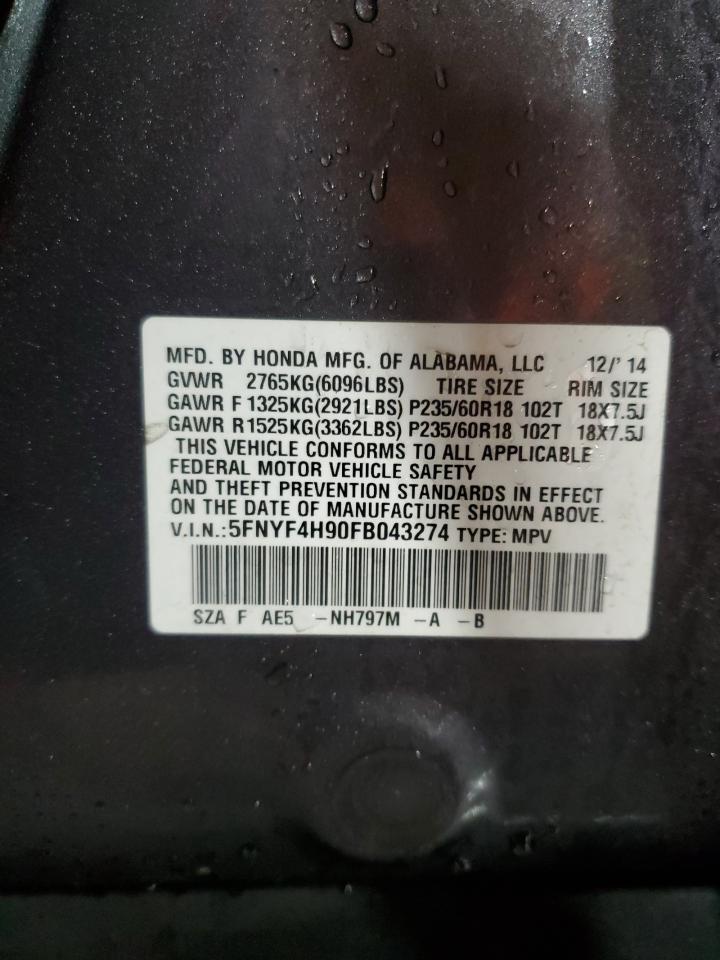 MFD. BY HONDA MFG. OF ALABAMA, LLC 12/' 14
GVWR 2765KG(6096LBS) TIRE SIZE RIM SIZE
GAWR F 1325KG(2921LBS) P235/60R18 102T 18X7.5J
GAWR R 1525KG(3362LBS) P235/60R18 102T 18X7.5J
THIS VEHICLE CONFORMS TO ALL APPLICABLE
FEDERAL MOTOR VEHICLE SAFETY
AND THEFT PREVENTION STANDARDS IN EFFECT
ON THE DATE OF MANUFACTURE SHOWN ABOVE.
V.I.N.:5FNYF4H90FB043274 TYPE: MPV
SZA F AE5 -NH797M -A -B